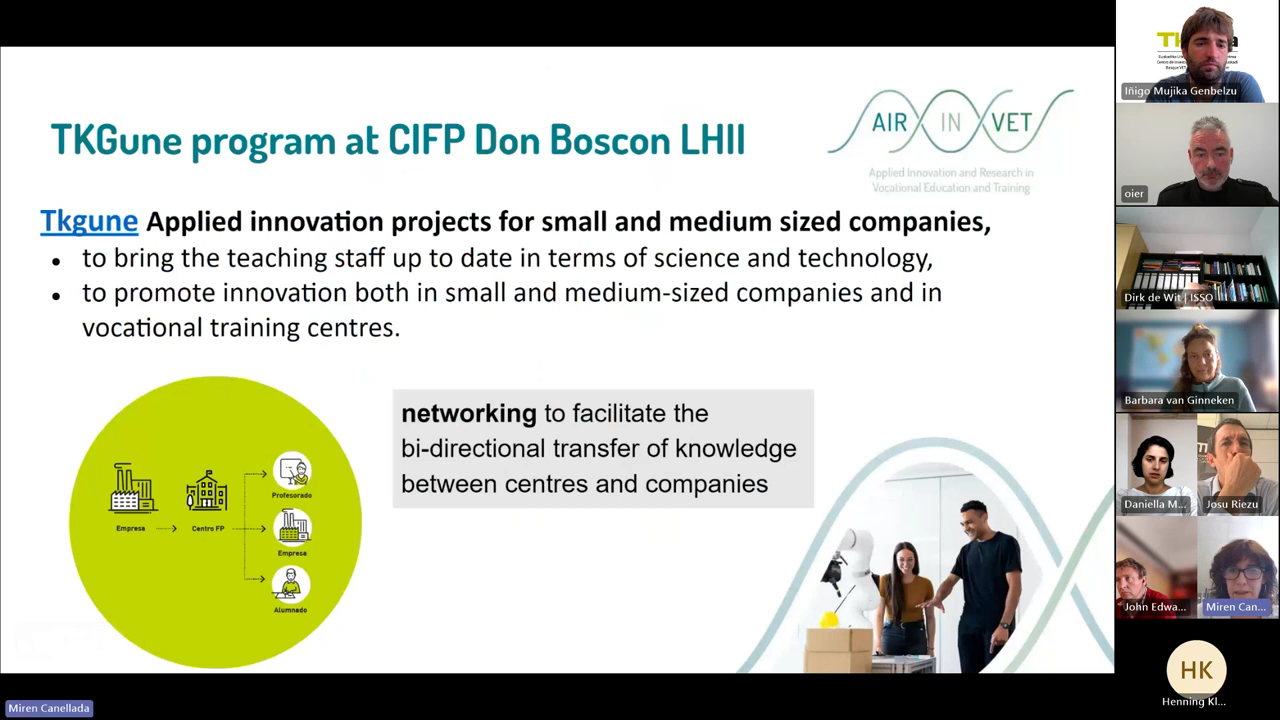 TKGune program at CIFP Don Boscon LHII
AIR IN VET
Applied Innovation and Research in
Vocational Education and Training
Tkgune Applied innovation projects for small and medium sized companies,
• to bring the teaching staff up to date in terms of science and technology,
• to promote innovation both in small and medium-sized companies and in
vocational training centres.
networking to facilitate the
bi-directional transfer of knowledge
between centres and companies
Empresa
Centro FP
Profesorado
Empresa
Alumnado
Iñigo Mujika Genbelzu
oier
Dirk de Wit | ISSO
Barbara van Ginneken
Daniella M...
Josu Riezu
John Edwa...
Miren Can...
HK
Henning Kl...
Miren Canellada